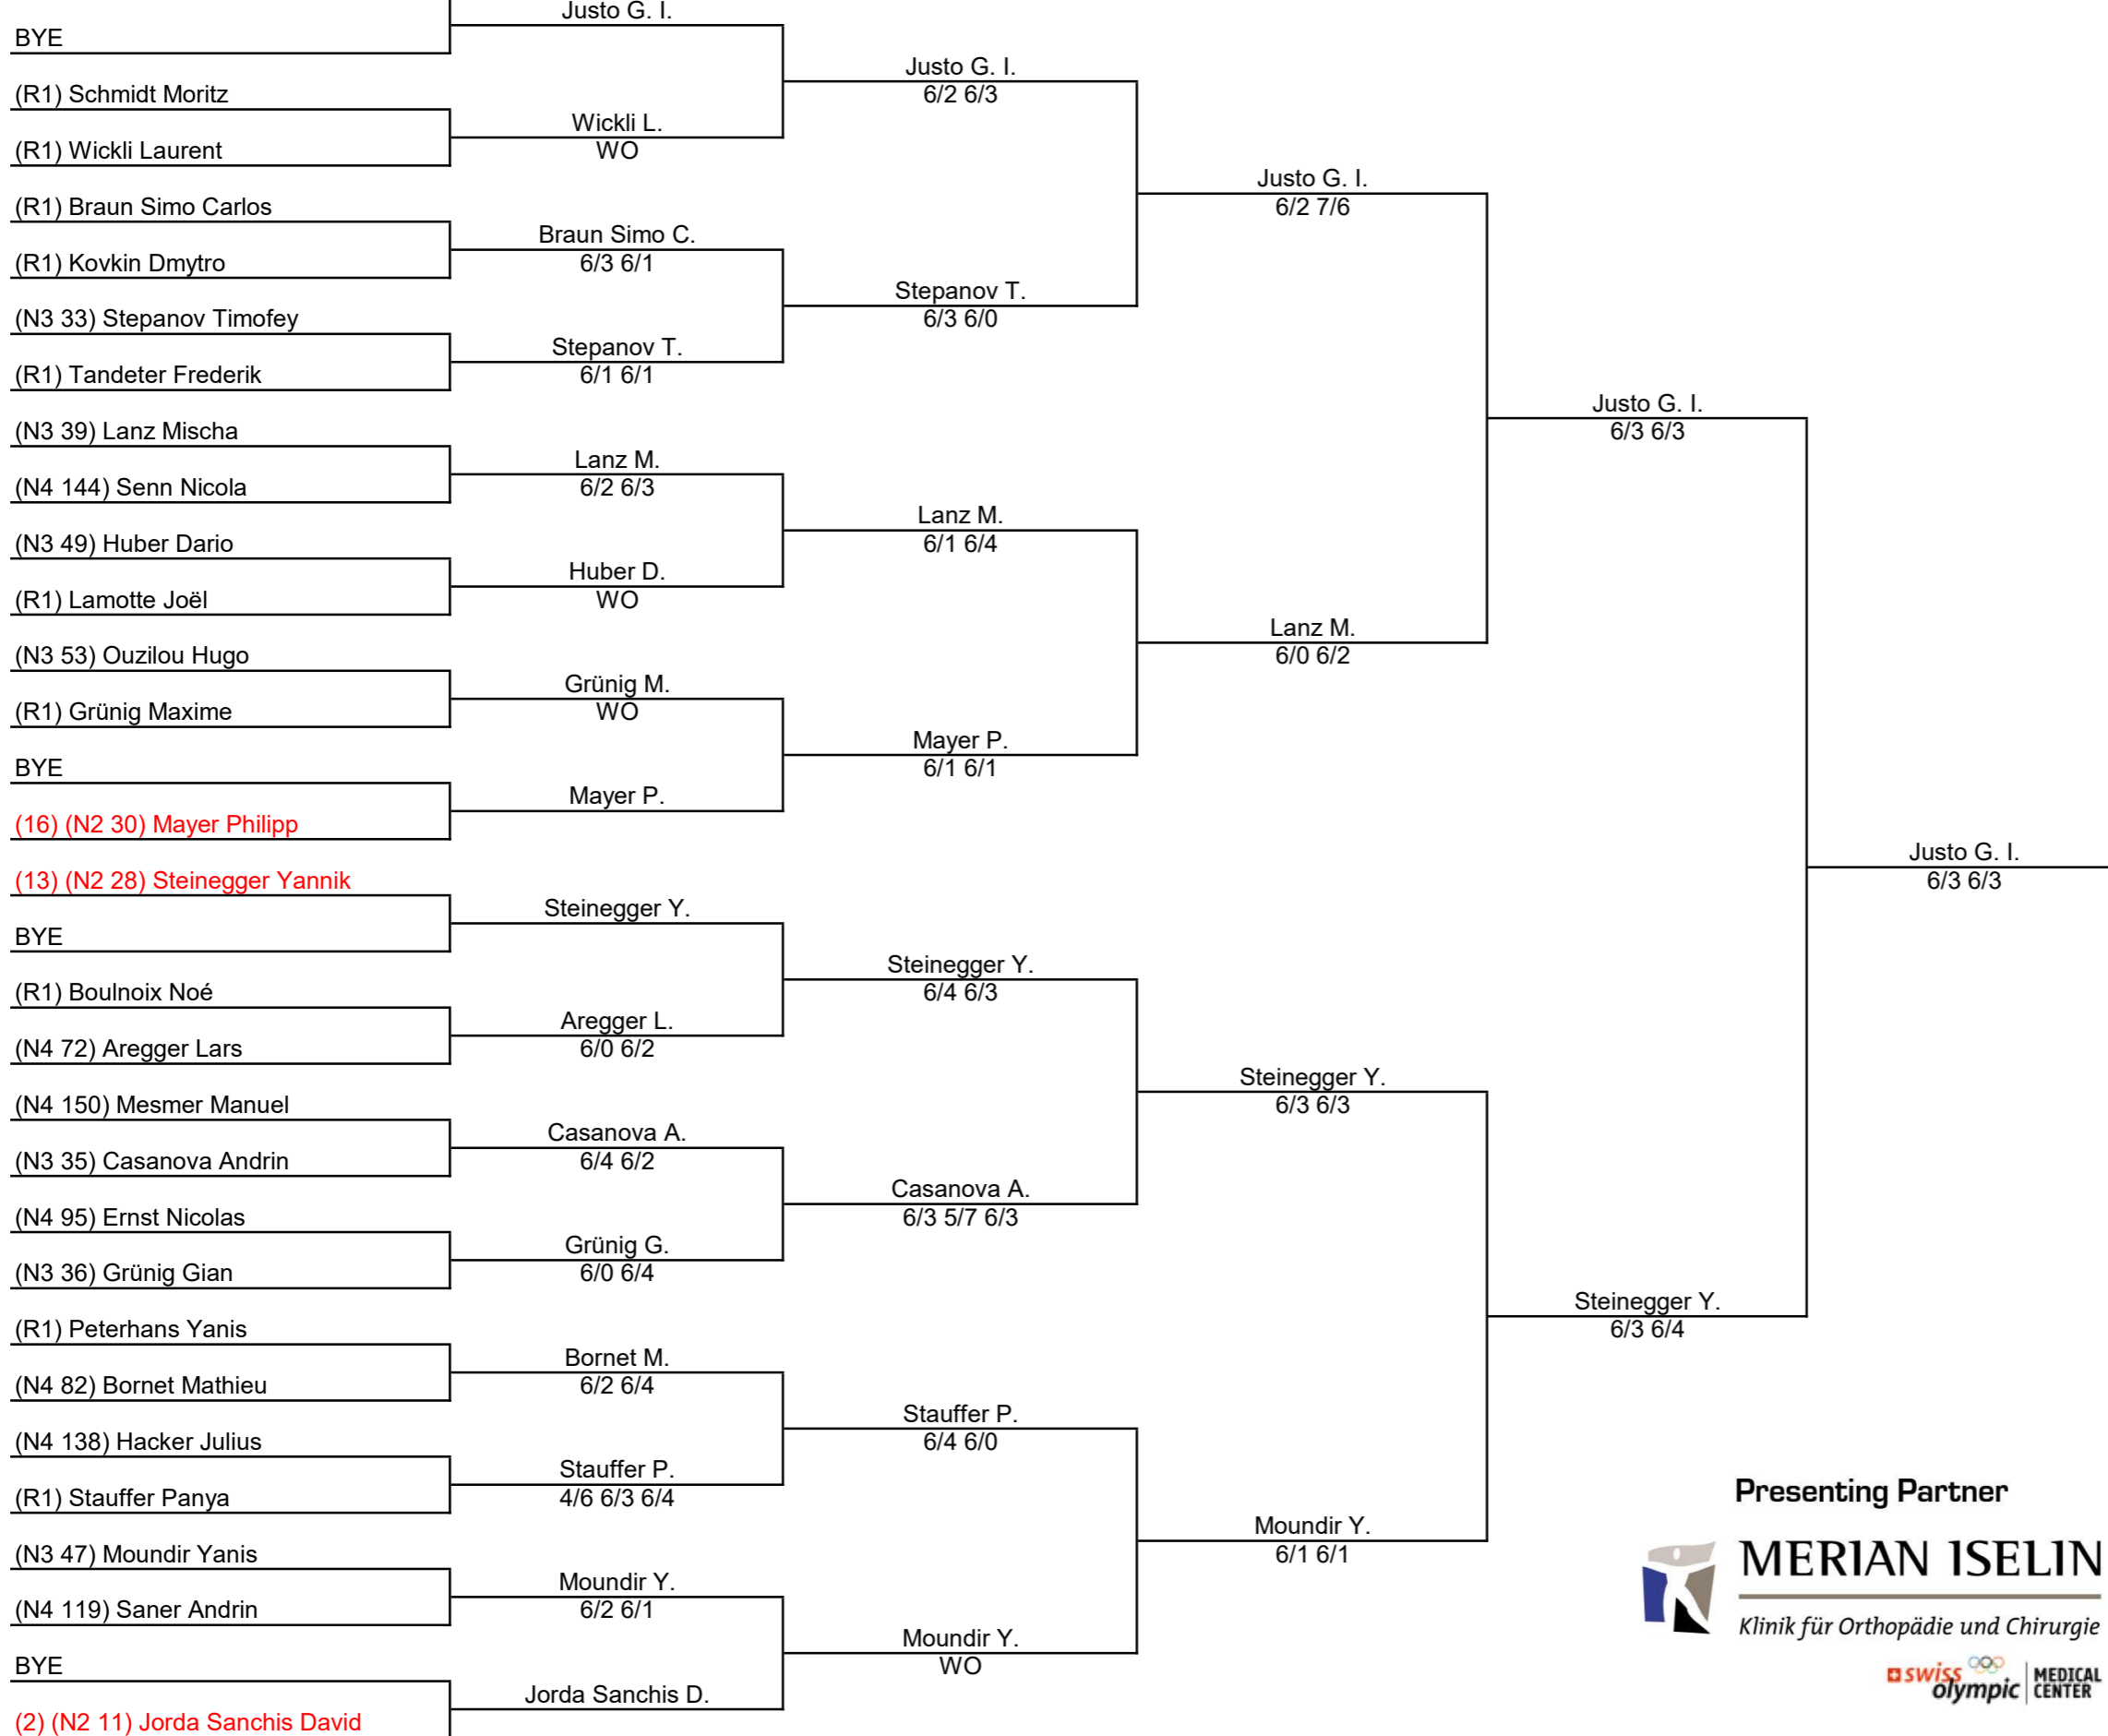 Justo G. I.
BYE
Justo G. I.
6/2 6/3
(R1) Schmidt Moritz
Wickli L.
WO
(R1) Wickli Laurent
Justo G. I.
6/2 7/6
(R1) Braun Simo Carlos
Braun Simo C.
6/3 6/1
(R1) Kovkin Dmytro
Stepanov T.
6/3 6/0
(N3 33) Stepanov Timofey
Stepanov T.
6/1 6/1
(R1) Tandeter Frederik
Justo G. I.
6/3 6/3
(N3 39) Lanz Mischa
Lanz M.
6/2 6/3
(N4 144) Senn Nicola
Lanz M.
6/1 6/4
(N3 49) Huber Dario
Huber D.
WO
(R1) Lamotte Joël
Lanz M.
6/0 6/2
(N3 53) Ouzilou Hugo
Grünig M.
WO
(R1) Grünig Maxime
Mayer P.
6/1 6/1
BYE
Mayer P.
(16) (N2 30) Mayer Philipp
Justo G. I.
6/3 6/3
(13) (N2 28) Steinegger Yannik
Steinegger Y.
BYE
Steinegger Y.
6/4 6/3
(R1) Boulnoix Noé
Aregger L.
6/0 6/2
(N4 72) Aregger Lars
Steinegger Y.
6/3 6/3
(N4 150) Mesmer Manuel
Casanova A.
6/4 6/2
(N3 35) Casanova Andrin
Casanova A.
6/3 5/7 6/3
(N4 95) Ernst Nicolas
Grünig G.
6/0 6/4
(N3 36) Grünig Gian
Steinegger Y.
6/3 6/4
(R1) Peterhans Yanis
Bornet M.
6/2 6/4
(N4 82) Bornet Mathieu
Stauffer P.
6/4 6/0
(N4 138) Hacker Julius
Stauffer P.
4/6 6/3 6/4
(R1) Stauffer Panya
Moundir Y.
6/1 6/1
(N3 47) Moundir Yanis
Moundir Y.
6/2 6/1
(N4 119) Saner Andrin
Moundir Y.
WO
BYE
Jorda Sanchis D.
(2) (N2 11) Jorda Sanchis David
Presenting Partner
MERIAN ISELIN
Klinik für Orthopädie und Chirurgie
swiss olympic MEDICAL CENTER